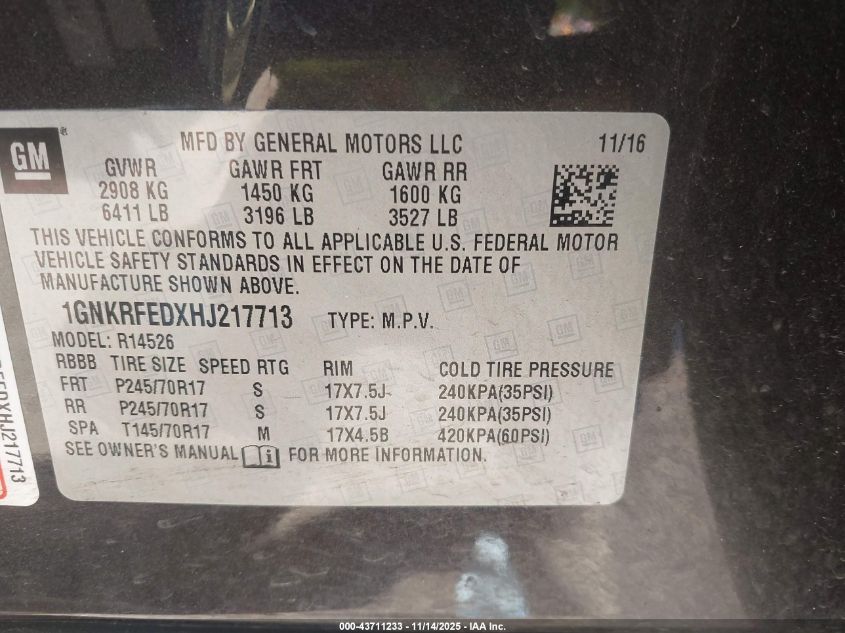 GM ®
MFD BY GENERAL MOTORS LLC 11/16
GVWR GAWR FRT GAWR RR
2908 KG 1450 KG 1600 KG
6411 LB 3196 LB 3527 LB
THIS VEHICLE CONFORMS TO ALL APPLICABLE U.S. FEDERAL MOTOR
VEHICLE SAFETY STANDARDS IN EFFECT ON THE DATE OF
MANUFACTURE SHOWN ABOVE.
1GNKRFEDXHJ217713 TYPE: M.P.V.
MODEL: R14526
RBBB TIRE SIZE SPEED RTG RIM COLD TIRE PRESSURE
FRT P245/70R17 S 17X7.5J 240KPA(35PSI)
RR P245/70R17 S 17X7.5J 240KPA(35PSI)
SPA T145/70R17 M 17X4.5B 420KPA(60PSI)
SEE OWNER'S MANUAL i FOR MORE INFORMATION.
EDXHJ217713
000-43711233 - 11/14/2025 - IAA Inc.